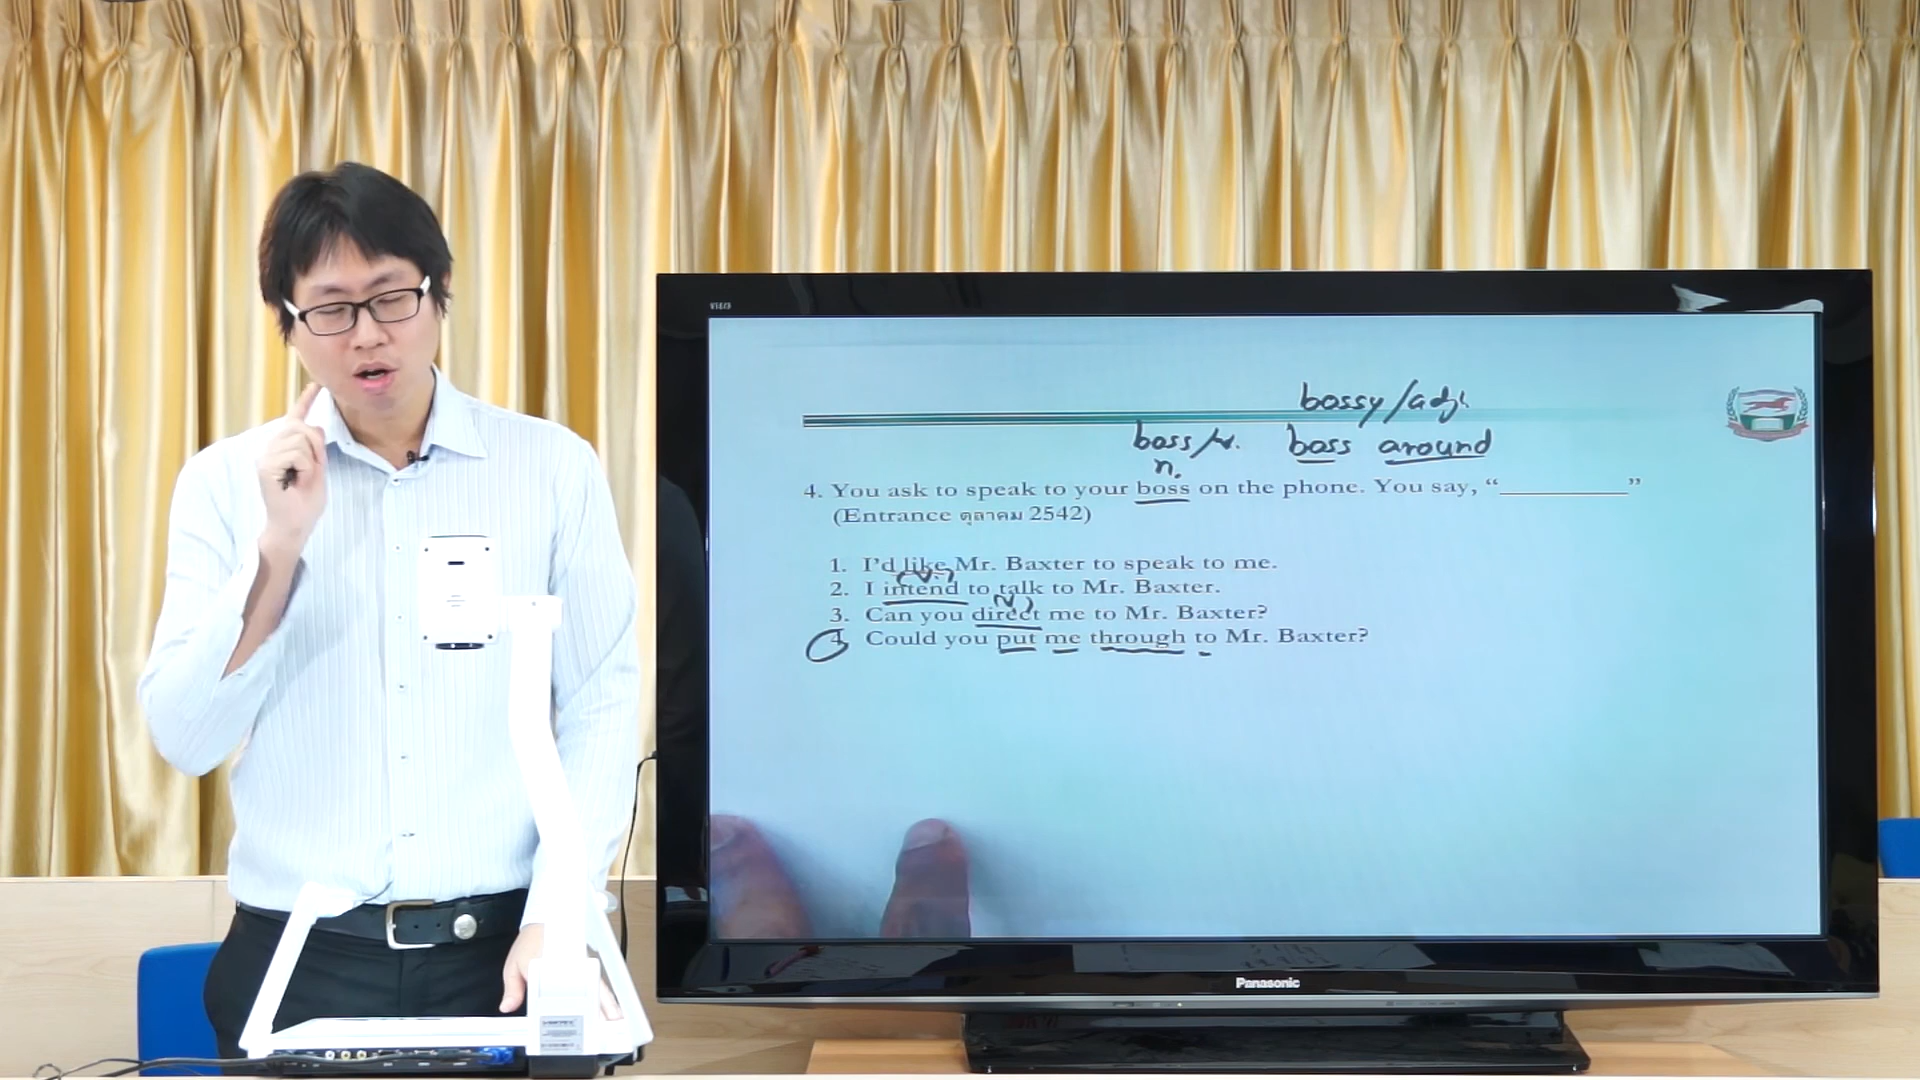 VIERA
bossy/adj.
boss/v. boss around
n.
4. You ask to speak to your boss on the phone. You say, “__________”
(Entrance ตุลาคม 2542)
1. I’d like Mr. Baxter to speak to me.
(v.)
2. I intend to talk to Mr. Baxter.
(v.)
3. Can you direct me to Mr. Baxter?
4. Could you put me through to Mr. Baxter?
Panasonic